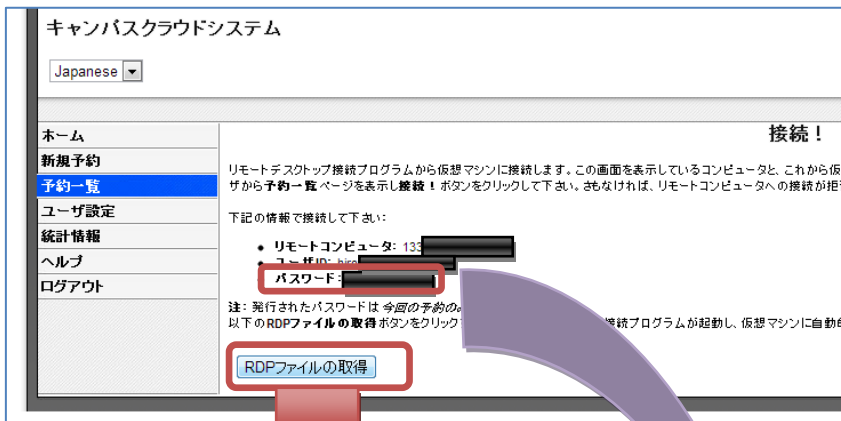 キャンパスクラウドシステム
Japanese
ホーム
新規予約
予約一覧
ユーザ設定
統計情報
ヘルプ
ログアウト
接続！
リモートデスクトップ接続プログラムから仮想マシンに接続します。この画面を表示しているコンピュータと、これから仮
ザから予約一覧ページを表示し接続！ボタンをクリックして下さい。さもなければ、リモートコンピュータへの接続が拒
下記の情報で接続して下さい:
リモートコンピュータ: 133
ユーザID:
パスワード:
注: 発行されたパスワードは今回の予約の
以下のRDPファイルの取得ボタンをクリック 接続プログラムが起動し、仮想マシンに自動
RDPファイルの取得